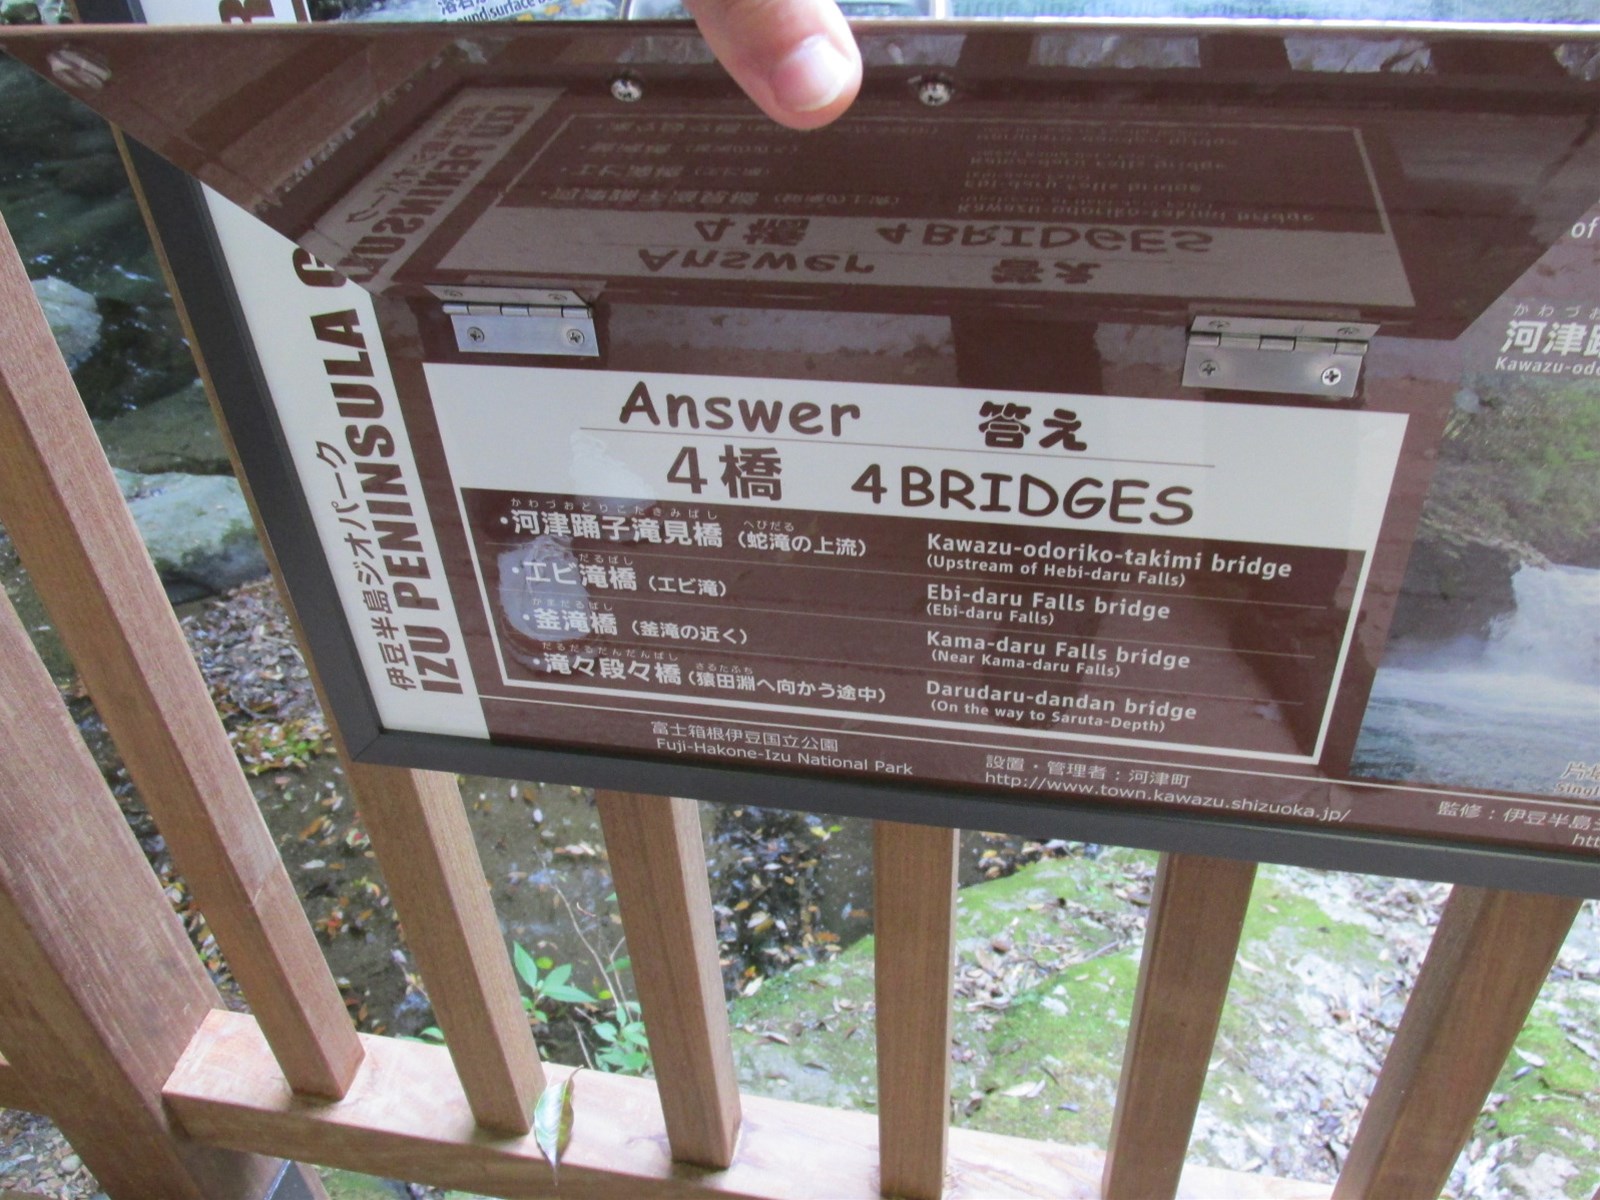 Answer 答え
4橋 4BRIDGES
かわづおどりこたきみばし
・河津踊子滝見橋 (蛇滝の上流)
へびだる
Kawazu-odoriko-takimi bridge
(Upstream of Hebi-daru Falls)
だるばし
・エビ滝橋 (エビ滝)
Ebi-daru Falls bridge
(Ebi-daru Falls)
かまだるばし
・釜滝橋 (釜滝の近く)
Kama-daru Falls bridge
(Near Kama-daru Falls)
だるだるだんだんばし
・滝々段々橋 (猿田淵へ向かう途中)
さるたふち
Darudaru-dandan bridge
(On the way to Saruta-Depth)
伊豆半島ジオパーク
IZU PENINSULA G
富士箱根伊豆国立公園
Fuji-Hakone-Izu National Park
設置・管理者：河津町
http://www.town.kawazu.shizuoka.jp/
監修：伊豆半島
of
かわづ
河津
Kawazu-odo